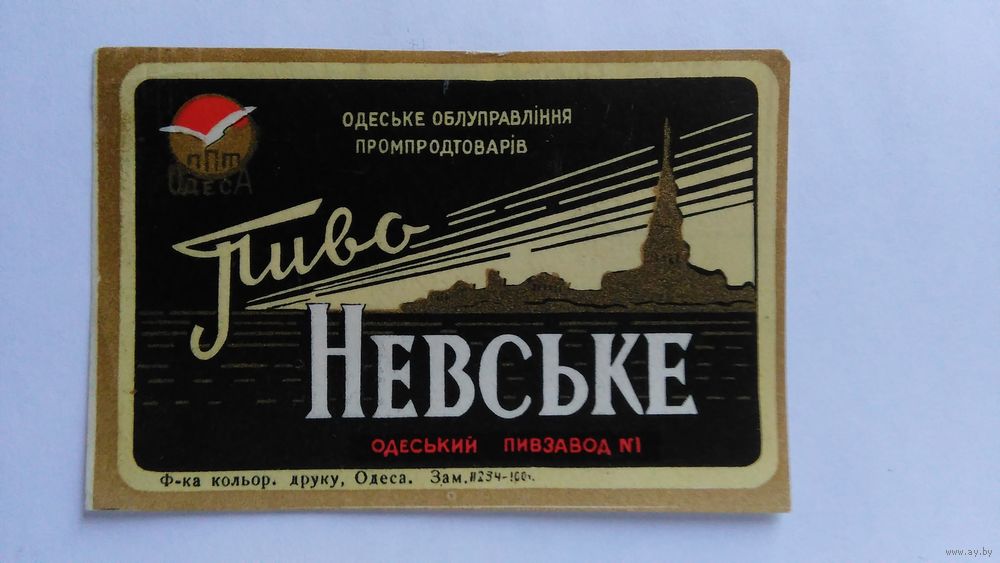 ППТ
ОДЕСА
ОДЕСЬКЕ ОБЛУПРАВЛІННЯ
ПРОМПРОДТОВАРІВ
Пиво
НЕВСЬКЕ
ОДЕСЬКИЙ ПИВЗАВОД №1
Ф-ка кольор. друку, Одеса. Зам.
www.ay.by